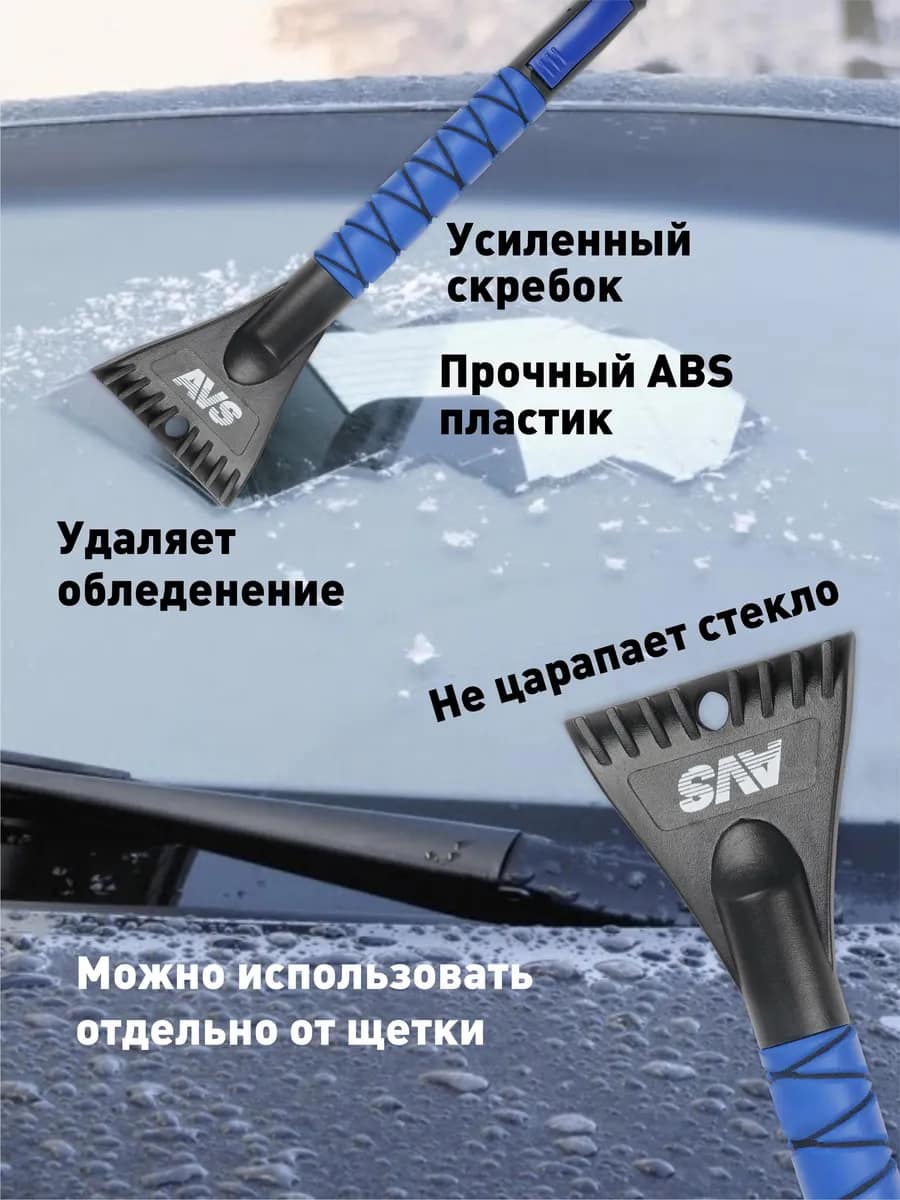 Усиленный
скребок
Прочный ABS
пластик
AVS
Удаляет
обледенение
Не царапает стекло
AVS
Можно использовать
отдельно от щетки